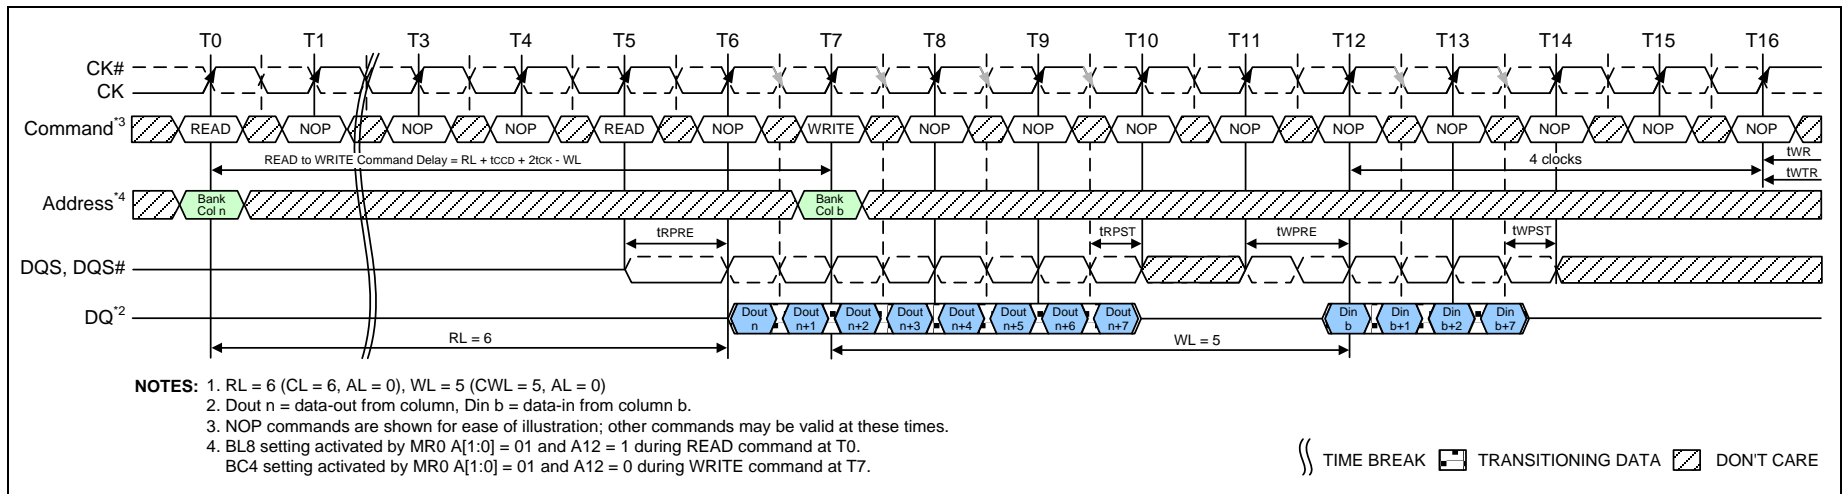 T0 T1 T3 T4 T5 T6 T7 T8 T9 T10 T11 T12 T13 T14 T15 T16
CK#
CK
Command*3 READ NOP NOP NOP READ NOP WRITE NOP NOP NOP NOP NOP NOP NOP NOP NOP
READ to WRITE Command Delay = RL + tCCD + 2tCK - WL 4 clocks tWR
tWTR
Address*4 Bank Col n Bank Col b
tRPRE tRPST tWPRE tWPST
DQS, DQS#
DQ*2 Dout n Dout n+1 Dout n+2 Dout n+3 Dout n+4 Dout n+5 Dout n+6 Dout n+7 Din b Din b+1 Din b+2 Din b+7
RL = 6 WL = 5
NOTES: 1. RL = 6 (CL = 6, AL = 0), WL = 5 (CWL = 5, AL = 0)
2. Dout n = data-out from column, Din b = data-in from column b.
3. NOP commands are shown for ease of illustration; other commands may be valid at these times.
4. BL8 setting activated by MR0 A[1:0] = 01 and A12 = 1 during READ command at T0.
BC4 setting activated by MR0 A[1:0] = 01 and A12 = 0 during WRITE command at T7.
TIME BREAK TRANSITIONING DATA DON'T CARE